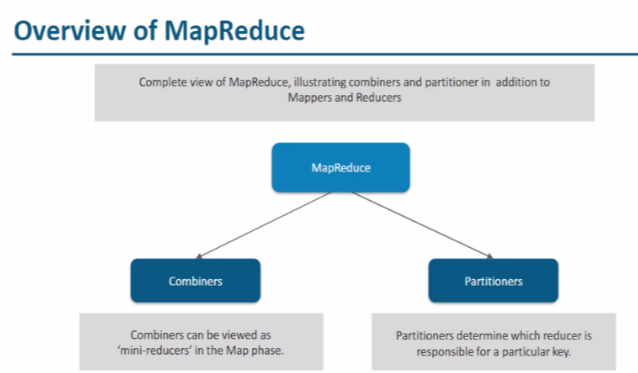 Overview of MapReduce
Complete view of MapReduce, illustrating combiners and partitioner in addition to
Mappers and Reducers
MapReduce
Combiners
Partitioners
Combiners can be viewed as
'mini-reducers' in the Map phase.
Partitioners determine which reducer is
responsible for a particular key.